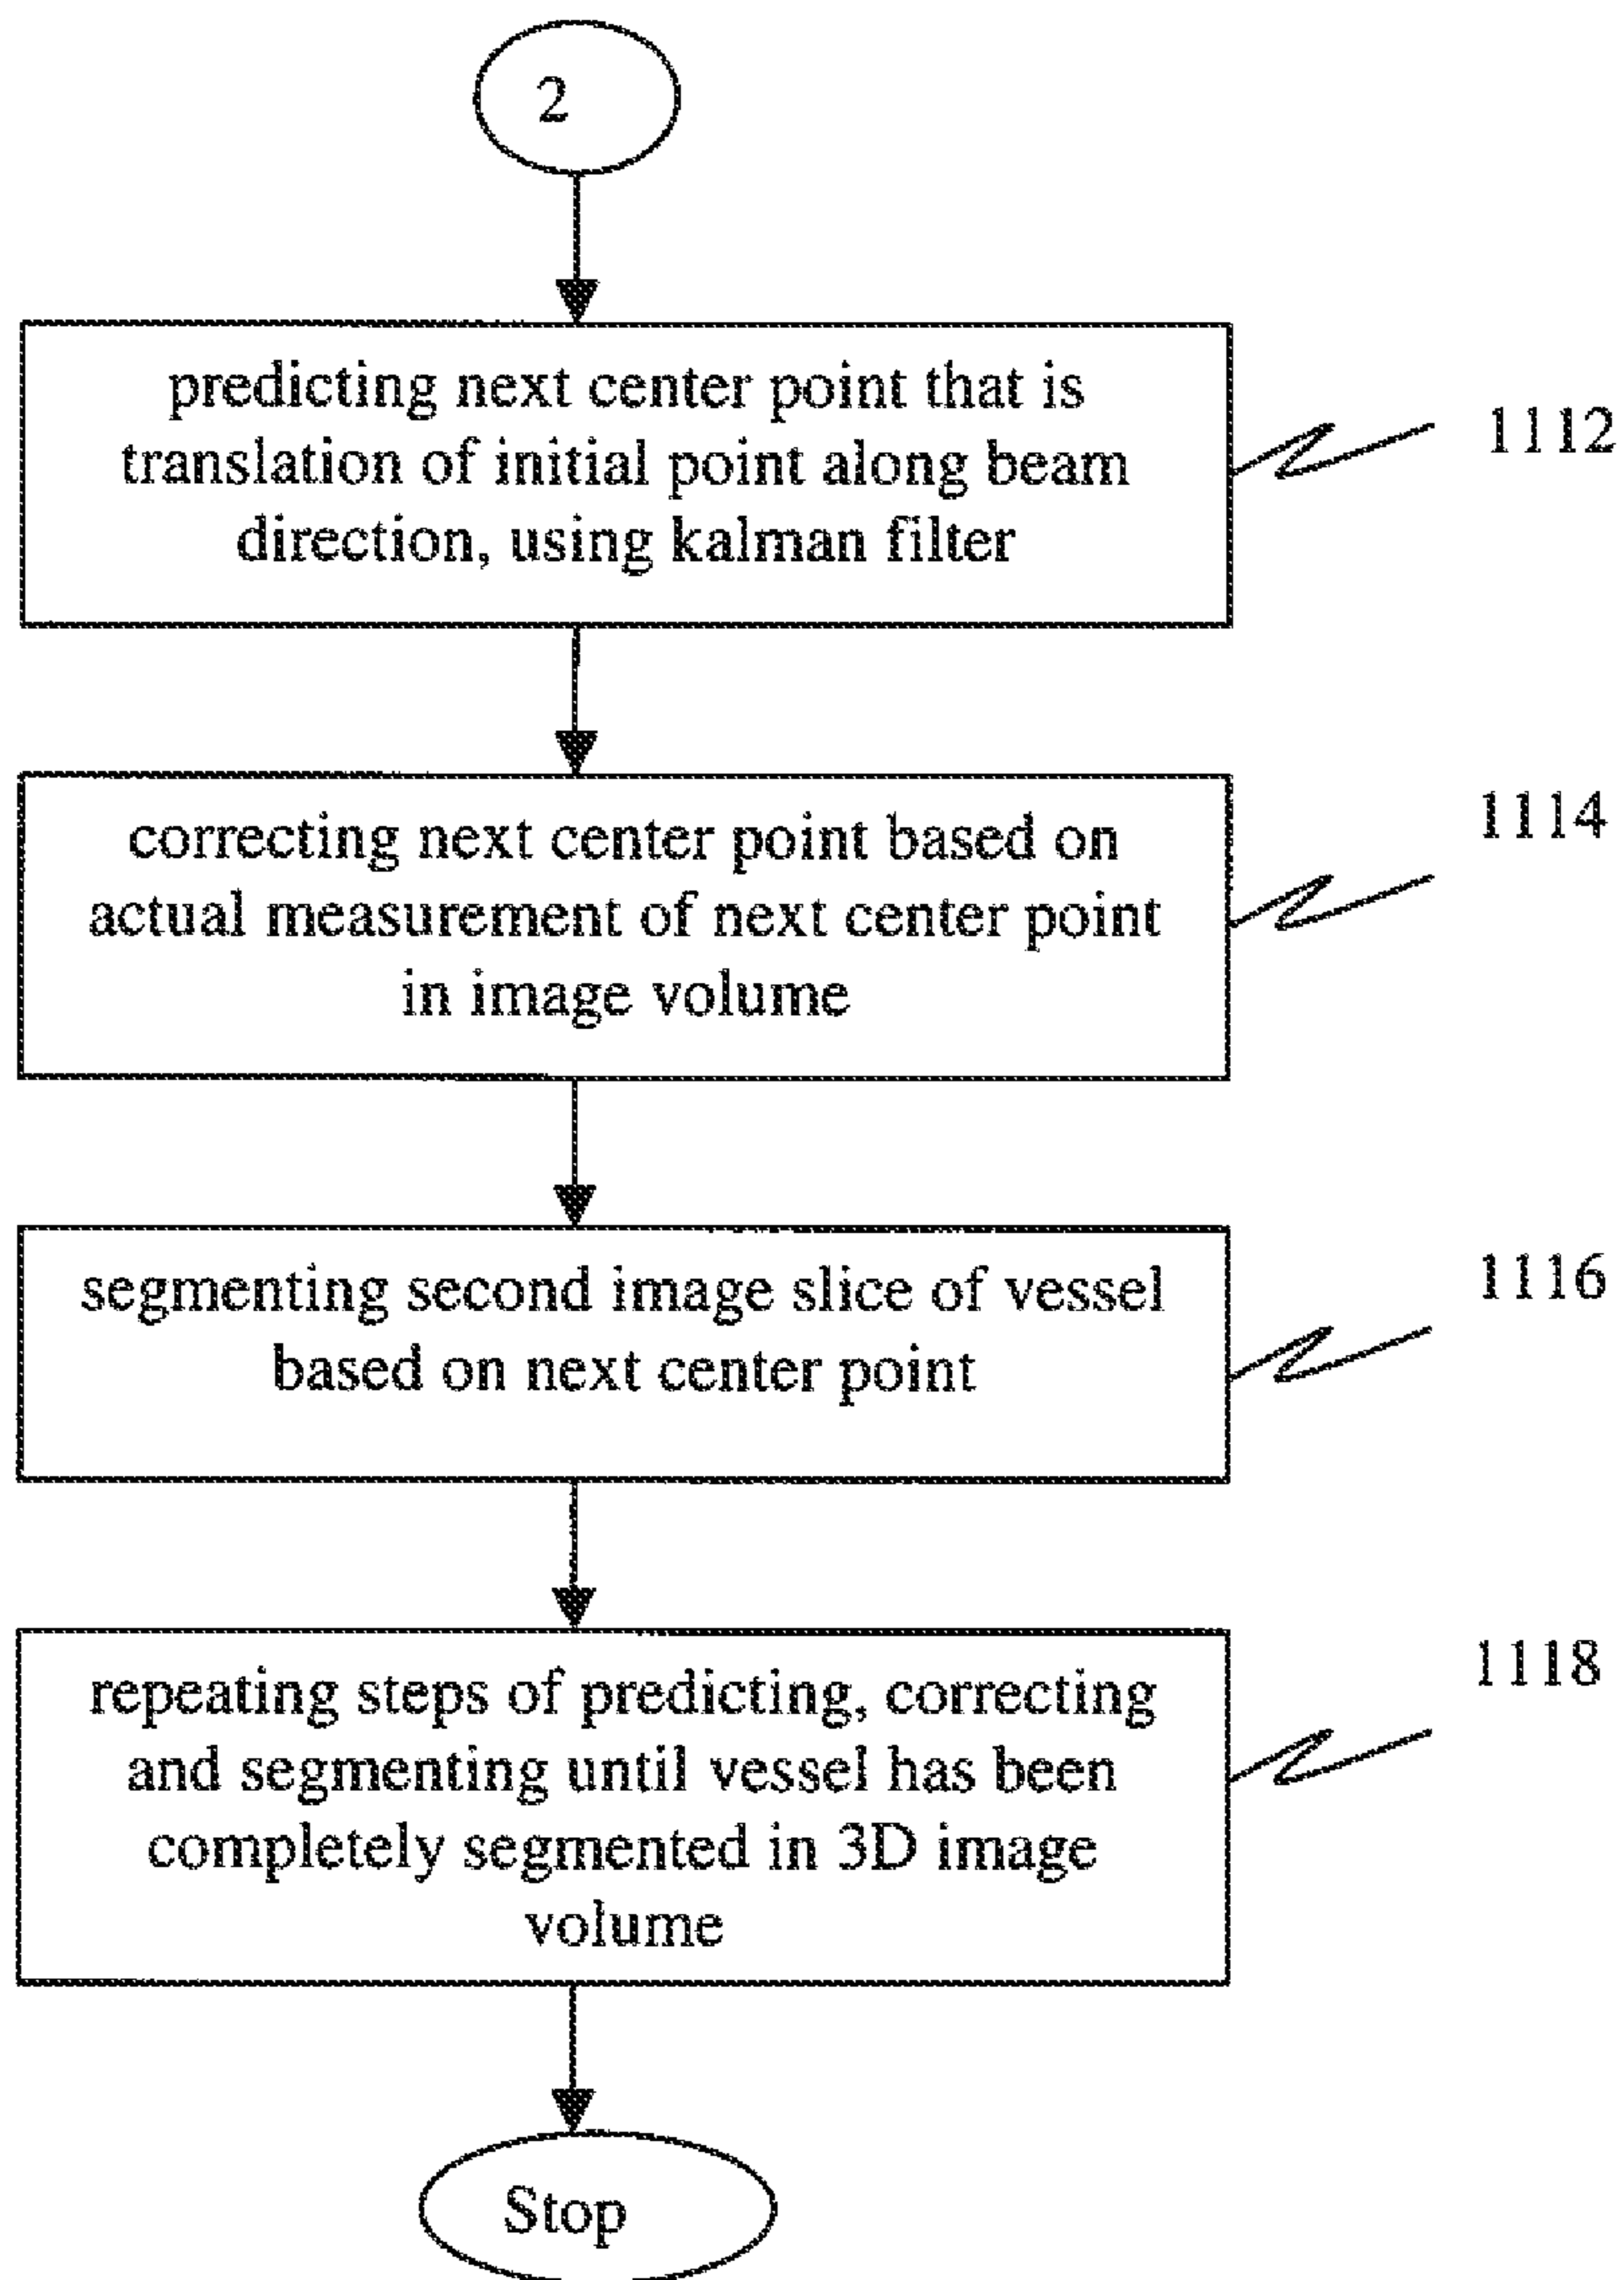 2
predicting next center point that is
translation of initial point along beam
direction, using kalman filter
1112
correcting next center point based on
actual measurement of next center point
in image volume
1114
segmenting second image slice of vessel
based on next center point
1116
repeating steps of predicting, correcting
and segmenting until vessel has been
completely segmented in 3D image
volume
1118
Stop